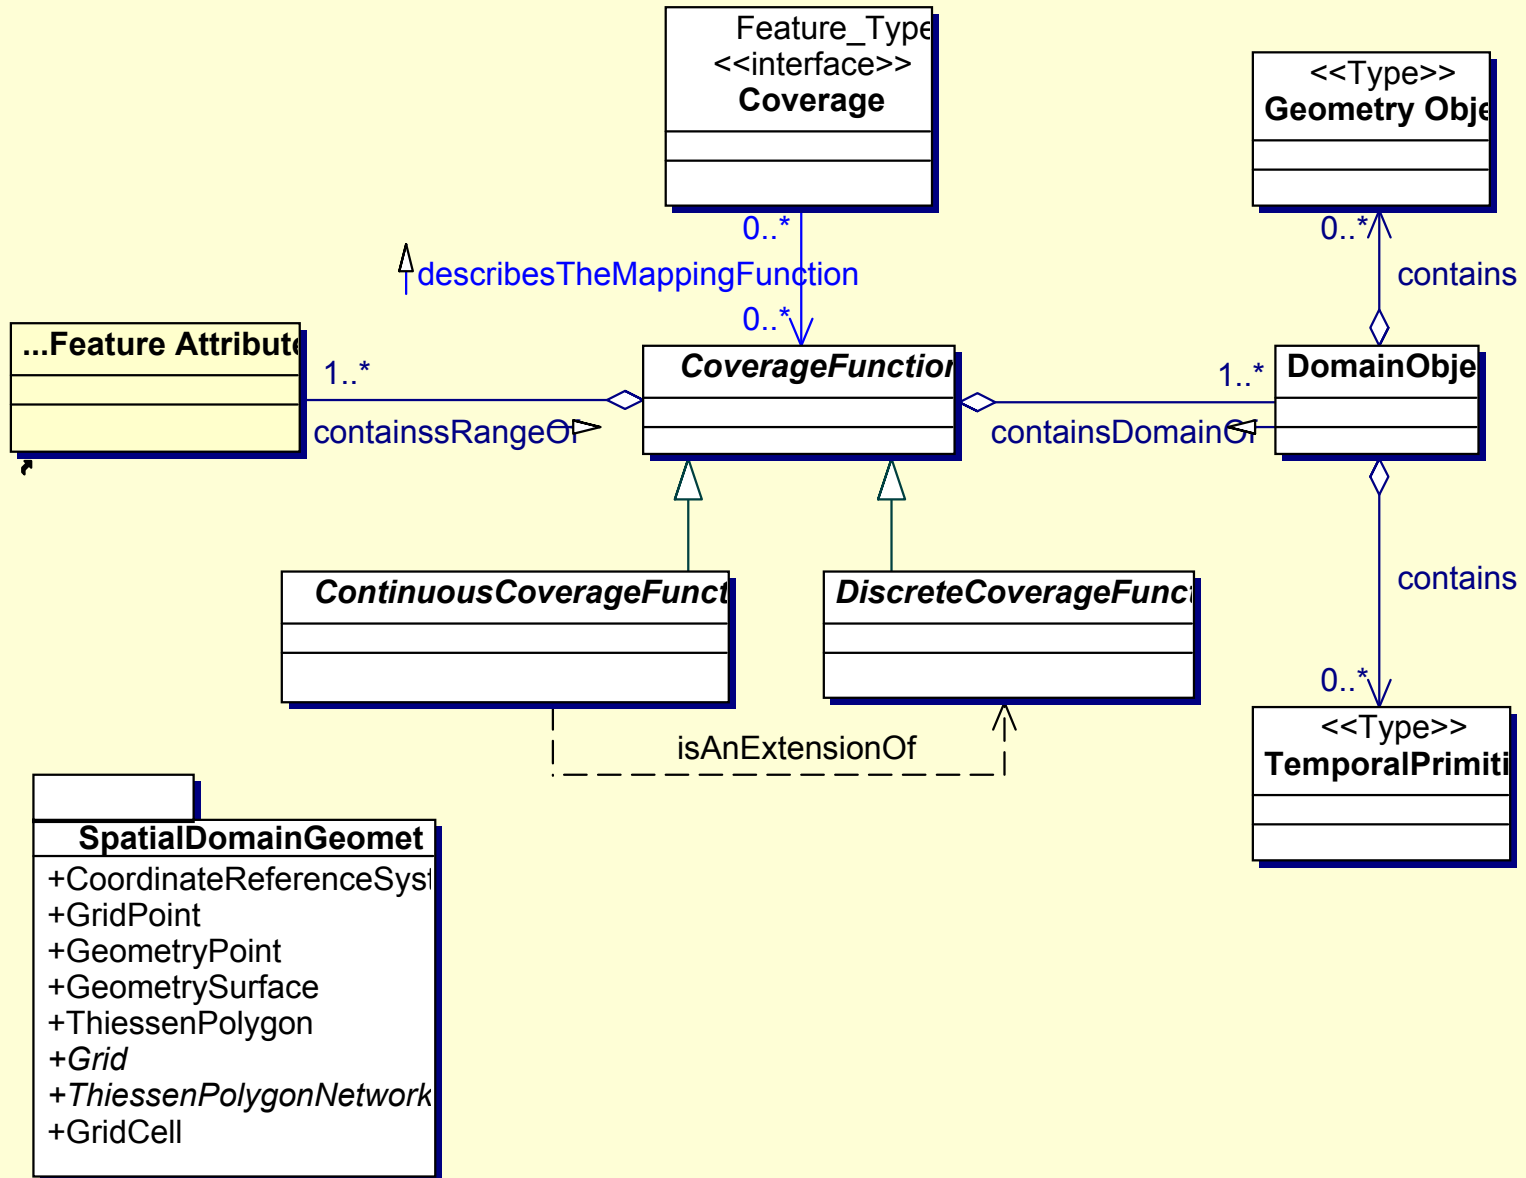 Feature_Type
<<interface>>
Coverage
<<Type>>
Geometry Obje
0..*
describesTheMappingFunction
0..*
0..*
contains
...Feature Attribute
1..*
containssRangeOf
CoverageFunction
1..*
containsDomainOf
DomainObje
ContinuousCoverageFunct
DiscreteCoverageFunct
contains
0..*
isAnExtensionOf
<<Type>>
TemporalPrimiti
SpatialDomainGeomet
+CoordinateReferenceSyst
+GridPoint
+GeometryPoint
+GeometrySurface
+ThiessenPolygon
+Grid
+ThiessenPolygonNetwork
+GridCell